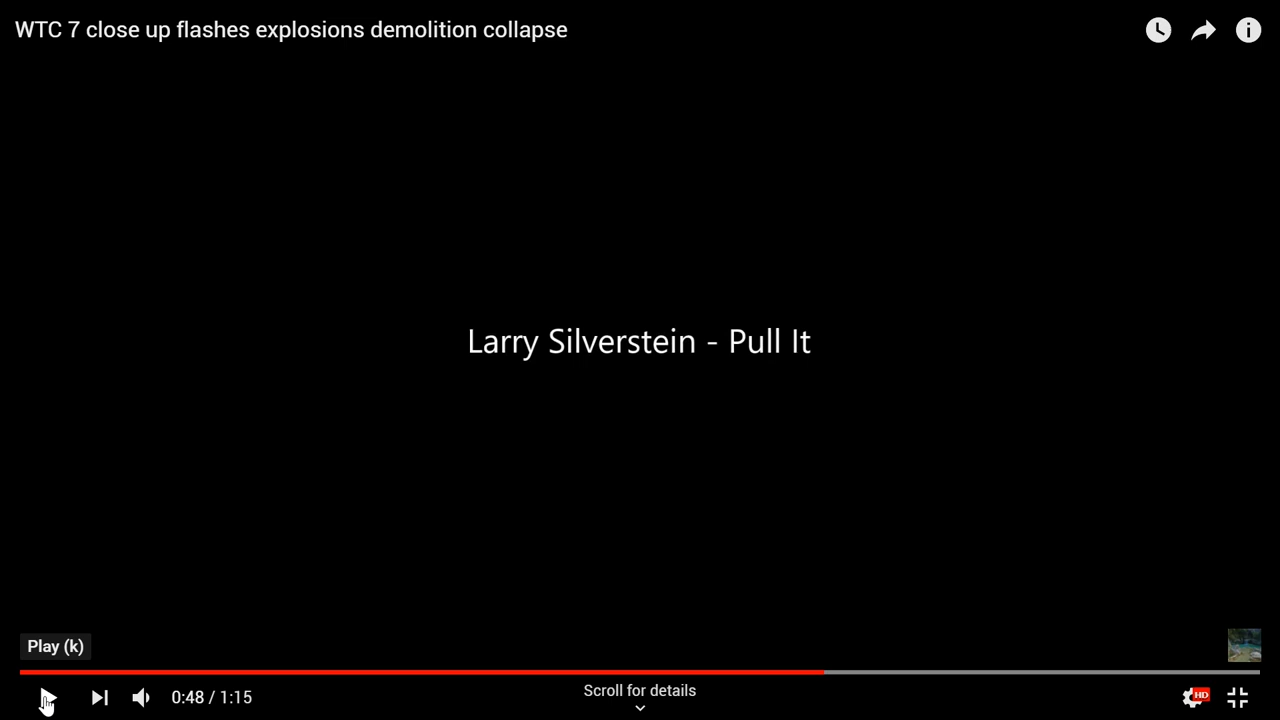 WTC 7 close up flashes explosions demolition collapse
Larry Silverstein - Pull It
Play (k)
0:48 / 1:15
Scroll for details
HD